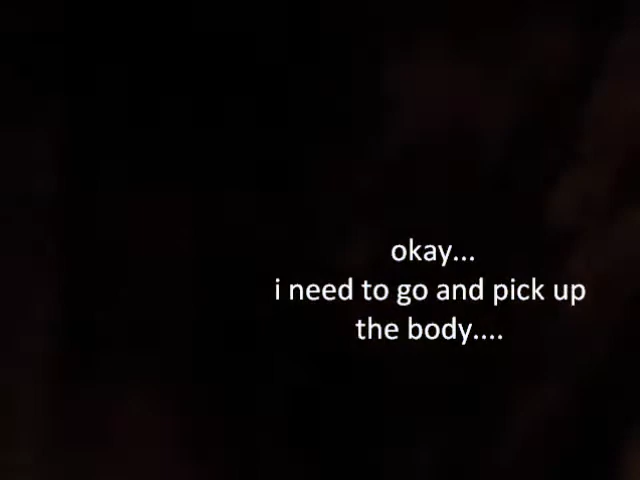 okay...
i need to go and pick up
the body....